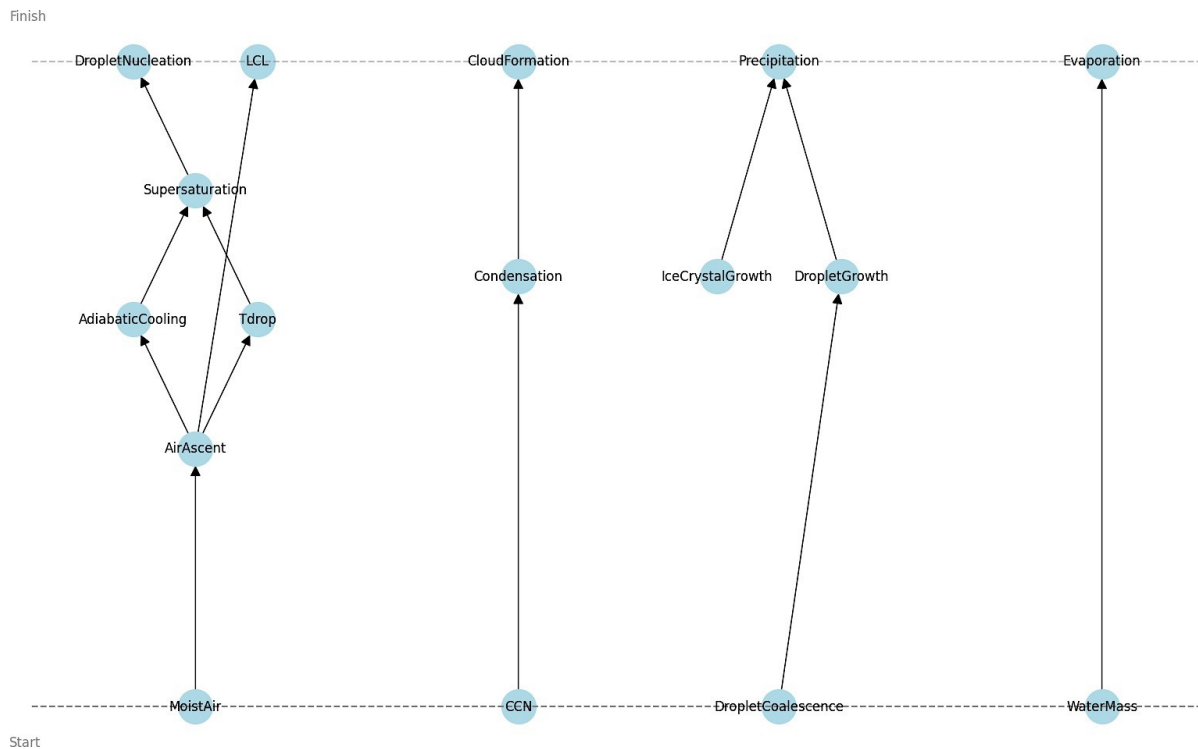 Finish
DropletNucleation LCL CloudFormation Precipitation Evaporation
Supersaturation
Condensation IceCrystalGrowth DropletGrowth
AdiabaticCooling Tdrop
AirAscent
MoistAir CCN DropletCoalescence WaterMass
Start